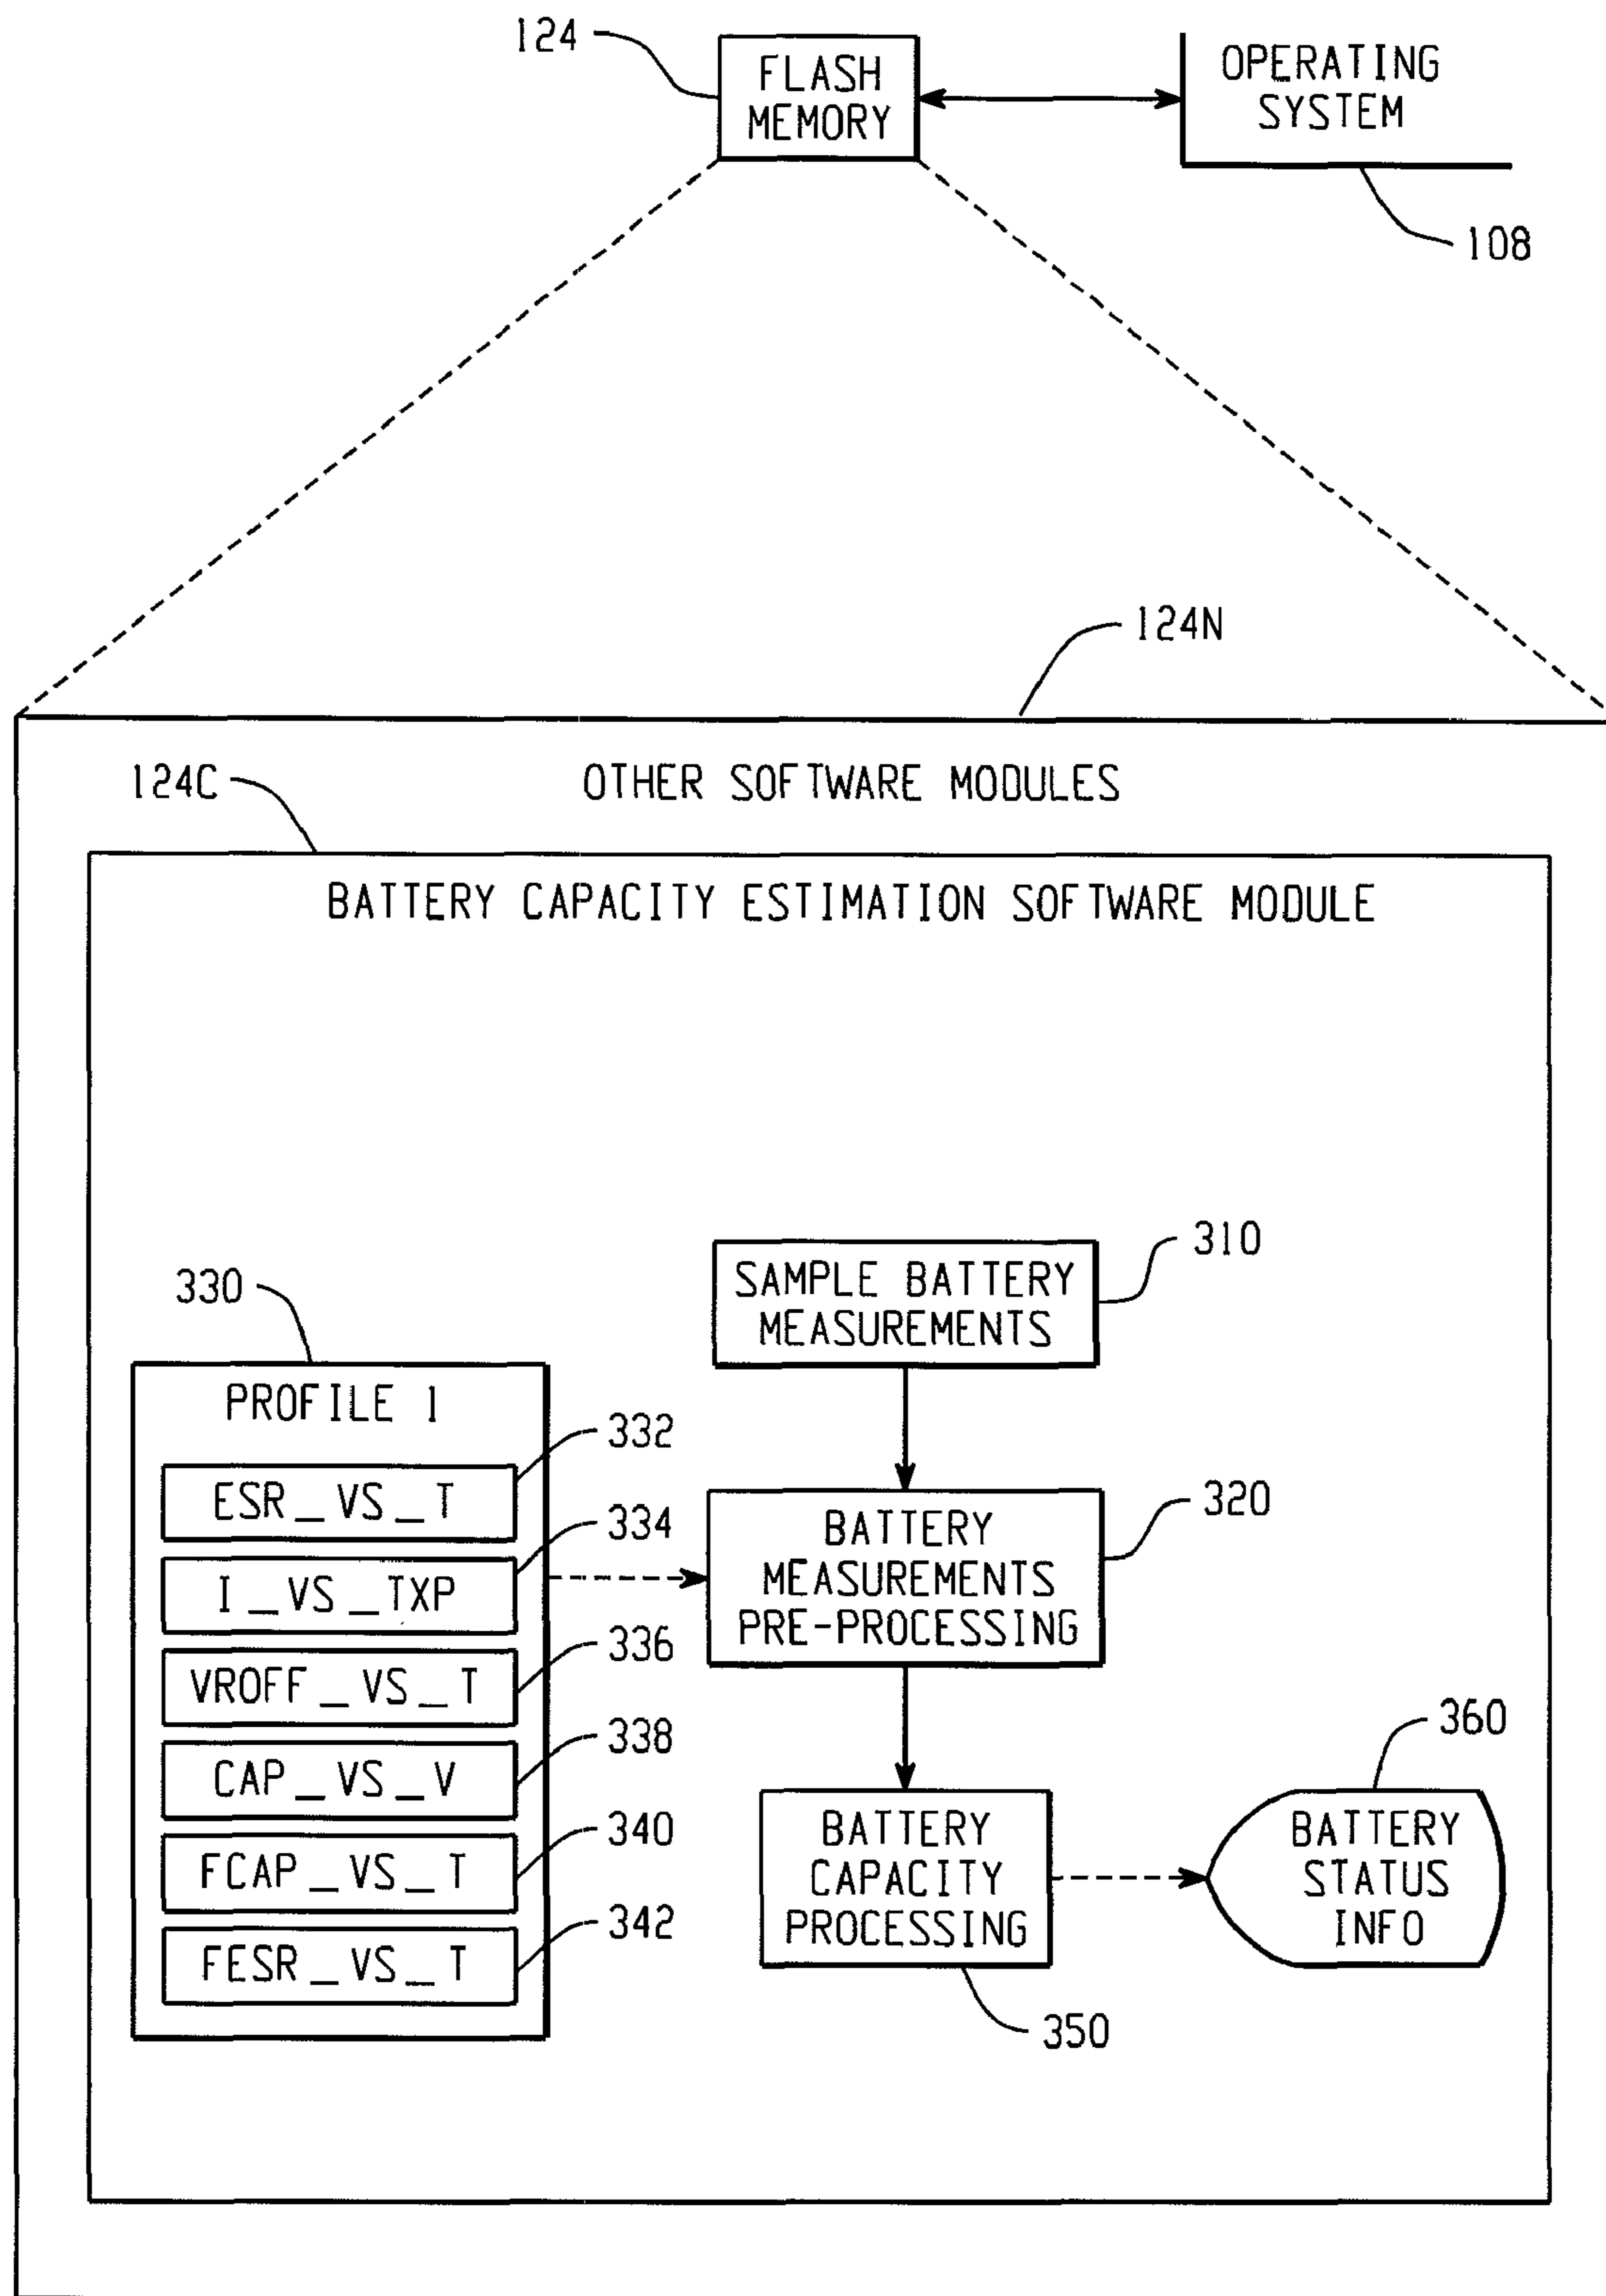 124
FLASH
MEMORY
OPERATING
SYSTEM
108
124N
124C
OTHER SOFTWARE MODULES
BATTERY CAPACITY ESTIMATION SOFTWARE MODULE
310
SAMPLE BATTERY
MEASUREMENTS
330
PROFILE 1
332
ESR_VS_T
334
I_VS_TXP
336
VROFF_VS_T
338
CAP_VS_V
340
FCAP_VS_T
342
FESR_VS_T
320
BATTERY
MEASUREMENTS
PRE-PROCESSING
360
BATTERY
CAPACITY
PROCESSING
BATTERY
STATUS
INFO
350